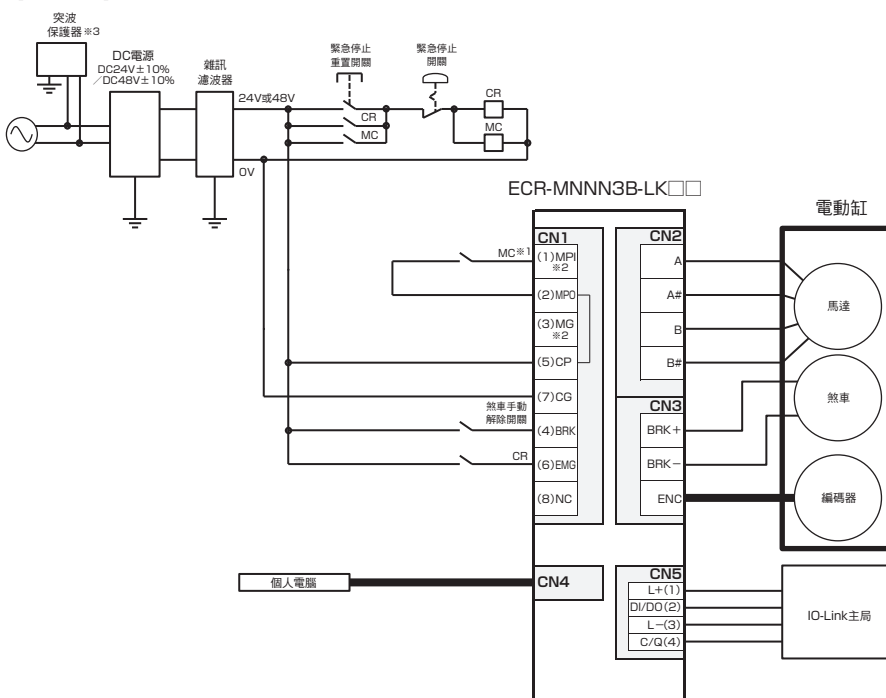 突波
保護器※3
DC電源
DC24V±10%
／DC48V±10%
雜訊
濾波器
24V或48V
0V
緊急停止
重置開關
緊急停止
開關
CR
MC
CR
MC
ECR-MNNN3B-LK□□
電動缸
CN1
MC※1
(1)MPI
※2
(2)MPO
(3)MG
※2
(5)CP
(7)CG
煞車手動
解除開關
(4)BRK
CR
(6)EMG
(8)NC
CN2
A
A#
B
B#
CN3
BRK+
BRK−
ENC
馬達
煞車
編碼器
個人電腦
CN4
CN5
L+(1)
DI/DO(2)
L−(3)
C/Q(4)
IO-Link主局